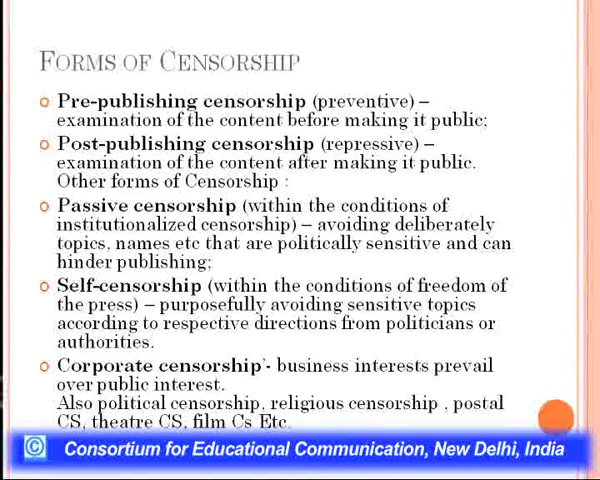 FORMS OF CENSORSHIP
o Pre-publishing censorship (preventive) –
examination of the content before making it public;
o Post-publishing censorship (repressive) –
examination of the content after making it public.
Other forms of Censorship :
o Passive censorship (within the conditions of
institutionalized censorship) – avoiding deliberately
topics, names etc that are politically sensitive and can
hinder publishing;
o Self-censorship (within the conditions of freedom of
the press) – purposefully avoiding sensitive topics
according to respective directions from politicians or
authorities.
o Corporate censorship'- business interests prevail
over public interest.
Also political censorship, religious censorship , postal
CS, theatre CS, film Cs Etc.
© Consortium for Educational Communication, New Delhi, India